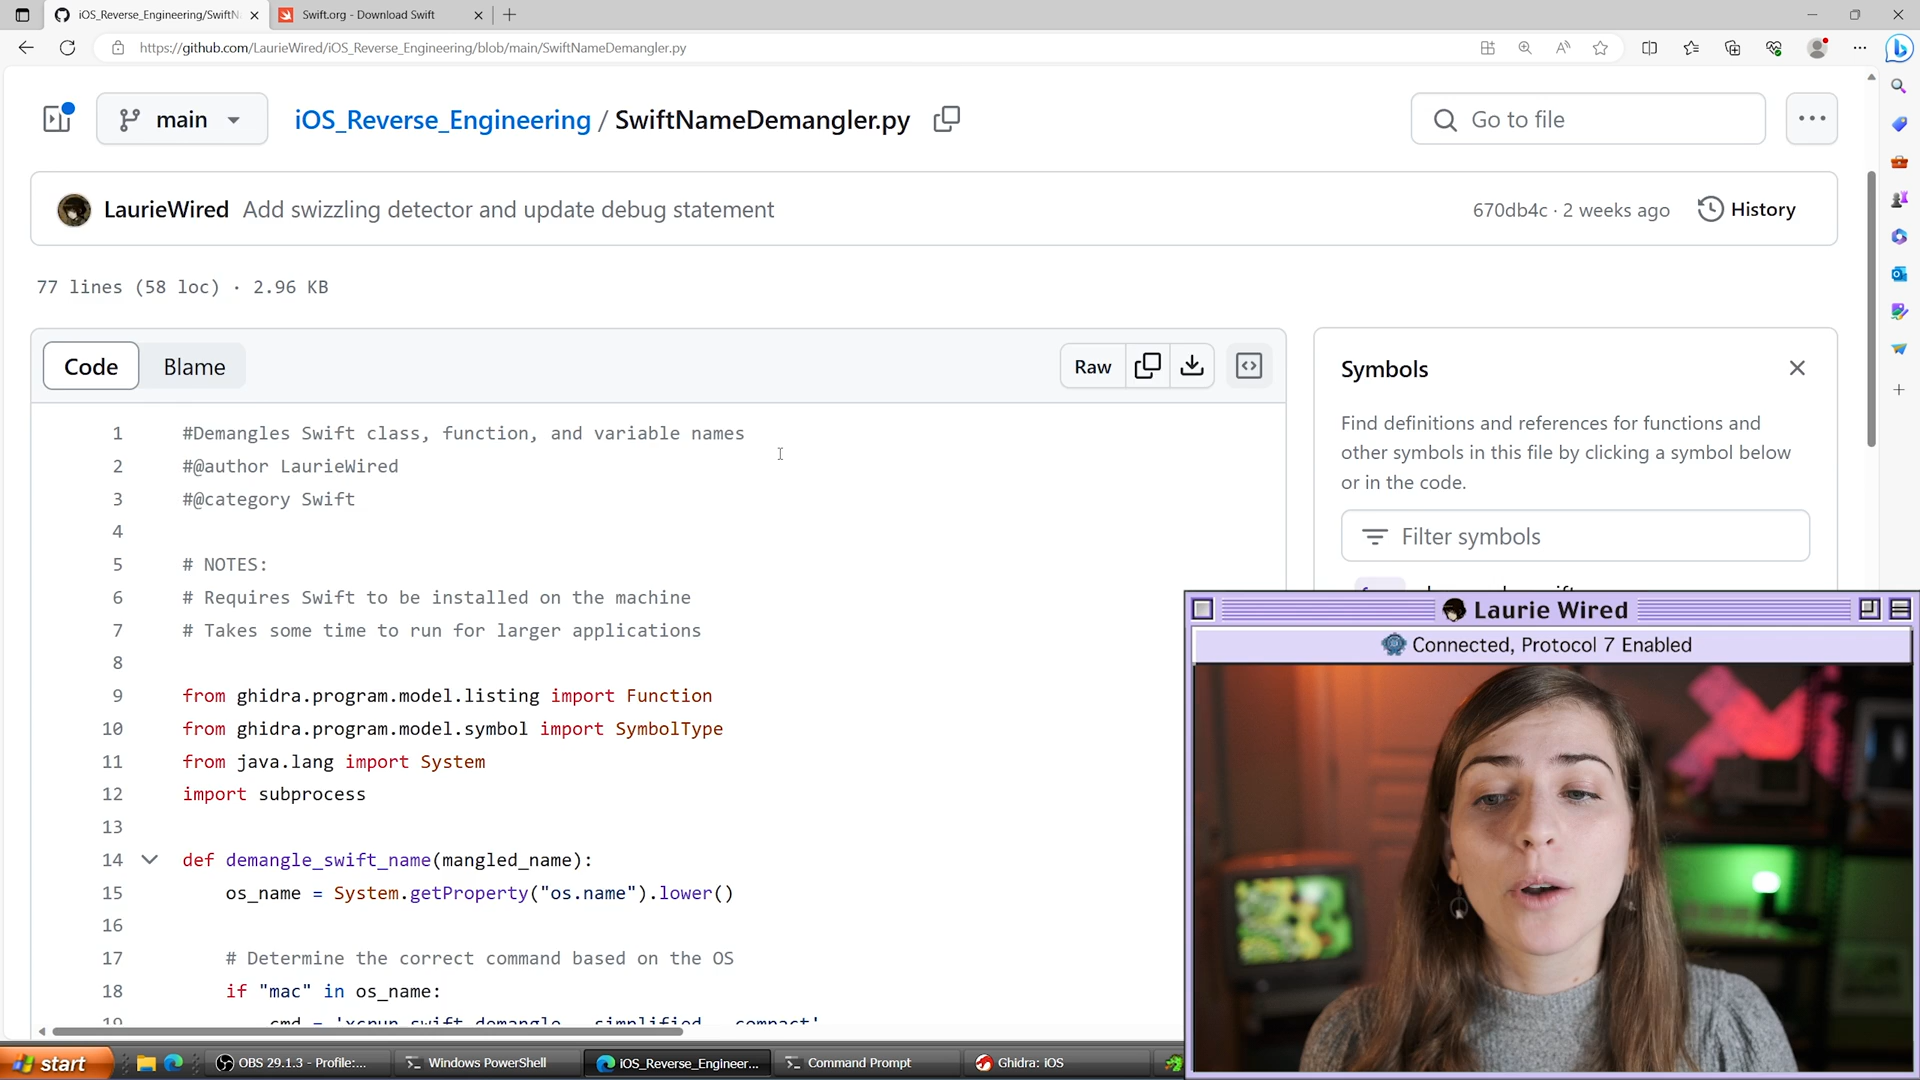 iOS_Reverse_Engineering/SwiftN
Swift.org - Download Swift
https://github.com/LaurieWired/iOS_Reverse_Engineering/blob/main/SwiftNameDemangler.py
main
iOS_Reverse_Engineering / SwiftNameDemangler.py
Go to file
LaurieWired Add swizzling detector and update debug statement
670db4c · 2 weeks ago
History
77 lines (58 loc) · 2.96 KB
Code
Blame
Raw
Symbols
Find definitions and references for functions and
other symbols in this file by clicking a symbol below
or in the code.
Filter symbols
1 #Demangles Swift class, function, and variable names
2 #@author LaurieWired
3 #@category Swift
4
5 # NOTES:
6 # Requires Swift to be installed on the machine
7 # Takes some time to run for larger applications
8
9 from ghidra.program.model.listing import Function
10 from ghidra.program.model.symbol import SymbolType
11 from java.lang import System
12 import subprocess
13
14 def demangle_swift_name(mangled_name):
15 os_name = System.getProperty("os.name").lower()
16
17 # Determine the correct command based on the OS
18 if "mac" in os_name:
19 cmd = 'xcrun swift-demangle --simplified --compact'
Laurie Wired
Connected, Protocol 7 Enabled
start
OBS 29.1.3 - Profile:...
Windows PowerShell
iOS_Reverse_Engineer...
Command Prompt
Ghidra: iOS